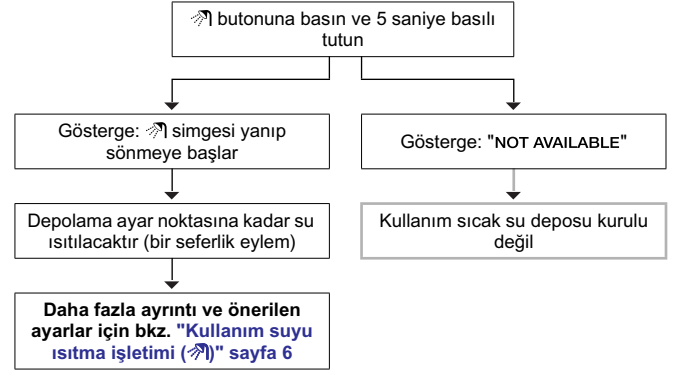 butonuna basın ve 5 saniye basılı
tutun
Gösterge: simgesi yanıp
sönmeye başlar
Gösterge: "NOT AVAILABLE"
Depolama ayar noktasına kadar su
ısıtılacaktır (bir seferlik eylem)
Kullanım sıcak su deposu kurulu
değil
Daha fazla ayrıntı ve önerilen
ayarlar için bkz. "Kullanım suyu
ısıtma işletimi ()" sayfa 6